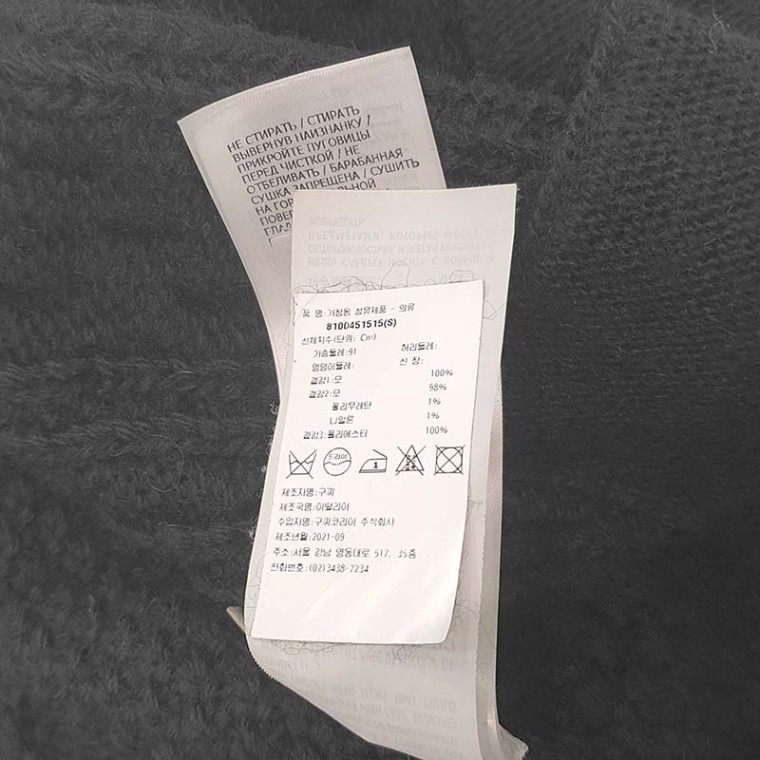 НЕ СТИРАТЬ / СТИРАТЬ
ВЫВЕРНУВ НАИЗНАНКУ /
ПРИКРОЙТЕ ПУГОВИЦЫ
ПЕРЕД ЧИСТКОЙ / НЕ
ОТБЕЛИВАТЬ / БАРАБАННАЯ
СУШКА ЗАПРЕЩЕНА / СУШИТЬ
НА
품 명:가정용 섬유제품 - 의류
8100451515(S)
신체치수(단위: Cm)
가슴둘레:91 허리둘레:
엉덩이둘레: 신 장:
겉감1:모 100%
겉감2:모 98%
폴리우레탄 1%
나일론 1%
겉감3:폴리에스터 100%
드라이
제조자명:구찌
제조국명:이탈리아
수입자명:구찌코리아 주식회사
제조년월:2021-09
주소:서울 강남 영동대로 517, 35층
전화번호:(02)3438-7234